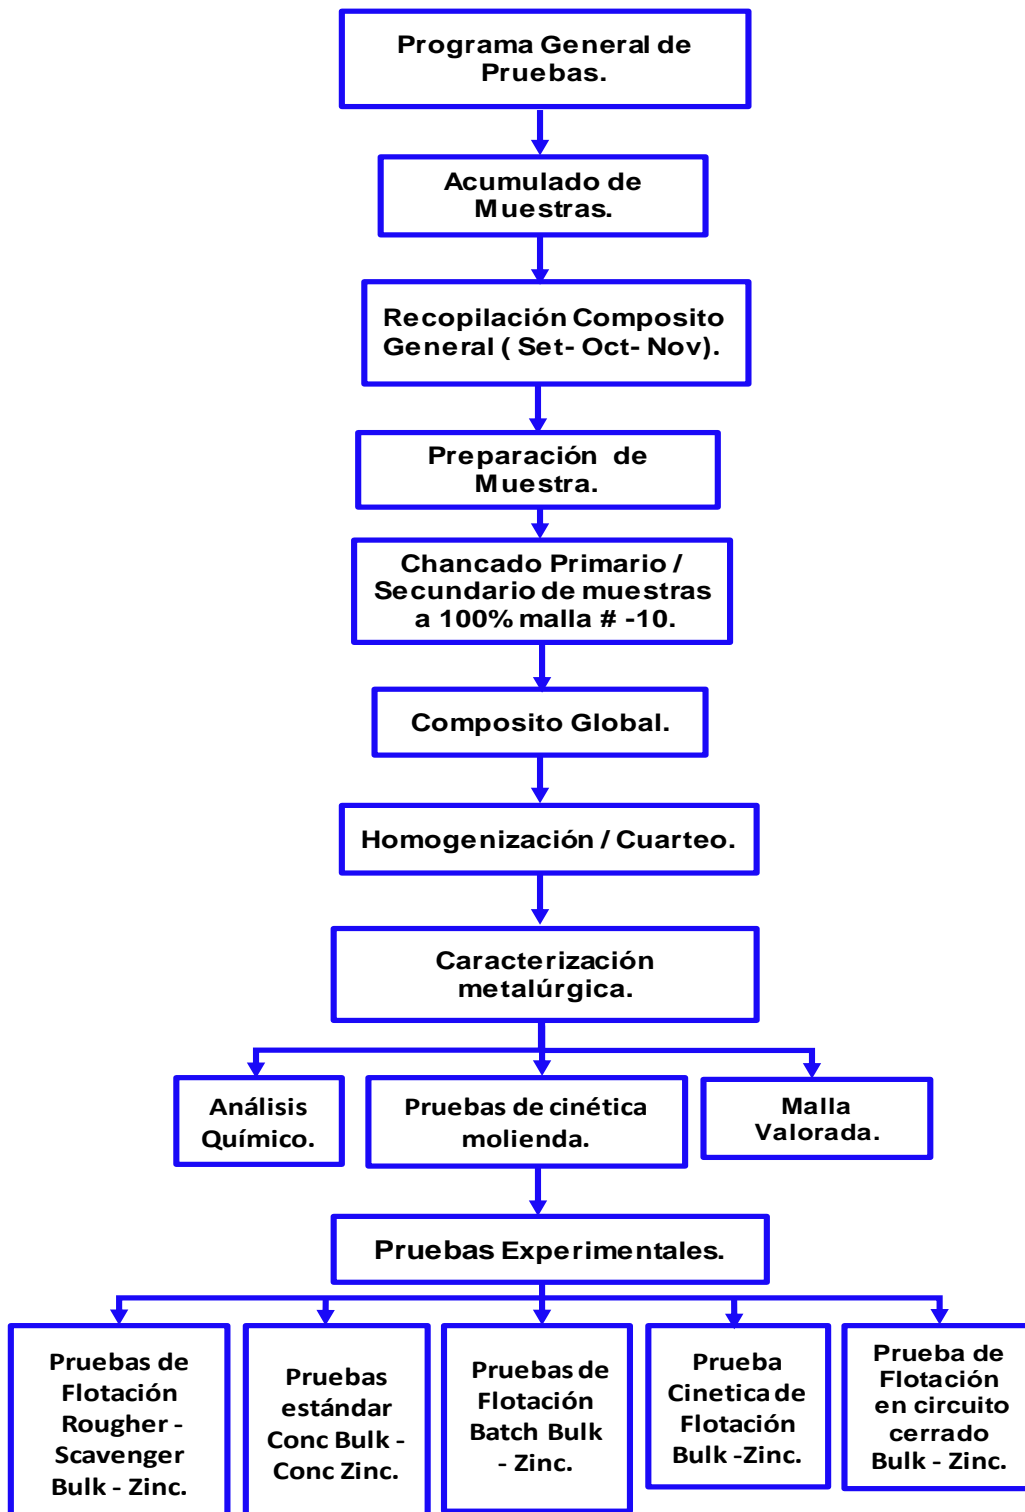 Programa General de
Pruebas.
Acumulado de
Muestras.
Recopilación Composito
General ( Set- Oct- Nov).
Preparación de
Muestra.
Chancado Primario /
Secundario de muestras
a 100% malla # -10.
Composito Global.
Homogenización / Cuarteo.
Caracterización
metalúrgica.
Análisis
Químico.
Pruebas de cinética
molienda.
Malla
Valorada.
Pruebas Experimentales.
Pruebas de
Flotación
Rougher -
Scavenger
Bulk - Zinc.
Pruebas
estándar
Conc Bulk -
Conc Zinc.
Pruebas de
Flotación
Batch Bulk
- Zinc.
Prueba
Cinetica de
Flotación
Bulk -Zinc.
Prueba de
Flotación
en circuito
cerrado
Bulk - Zinc.